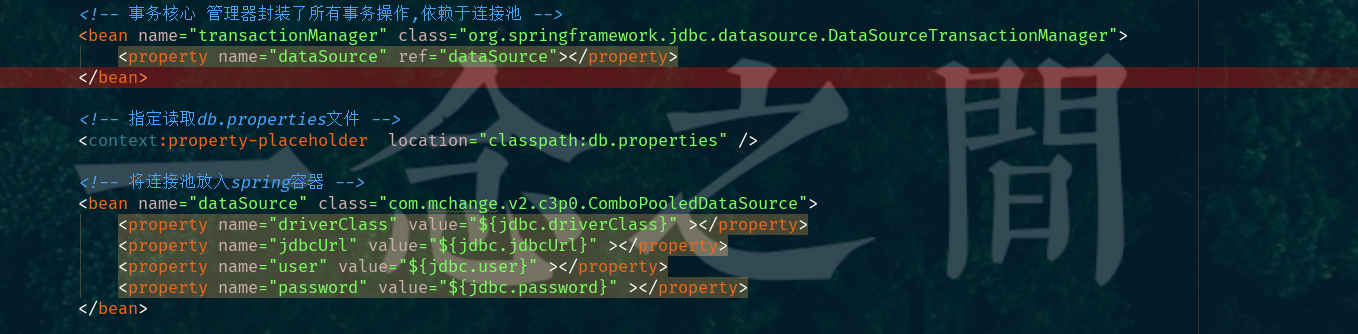 <!-- 事务核心 管理器封装了所有事务操作,依赖于连接池 -->
<bean name="transactionManager" class="org.springframework.jdbc.datasource.DataSourceTransactionManager">
<property name="dataSource" ref="dataSource"></property>
</bean>
<!-- 指定读取db.properties文件 -->
<context:property-placeholder  location="classpath:db.properties" />
<!-- 将连接池放入spring容器 -->
<bean name="dataSource" class="com.mchange.v2.c3p0.ComboPooledDataSource">
<property name="driverClass" value="${jdbc.driverClass}" ></property>
<property name="jdbcUrl" value="${jdbc.jdbcUrl}" ></property>
<property name="user" value="${jdbc.user}" ></property>
<property name="password" value="${jdbc.password}" ></property>
</bean>
一念之間